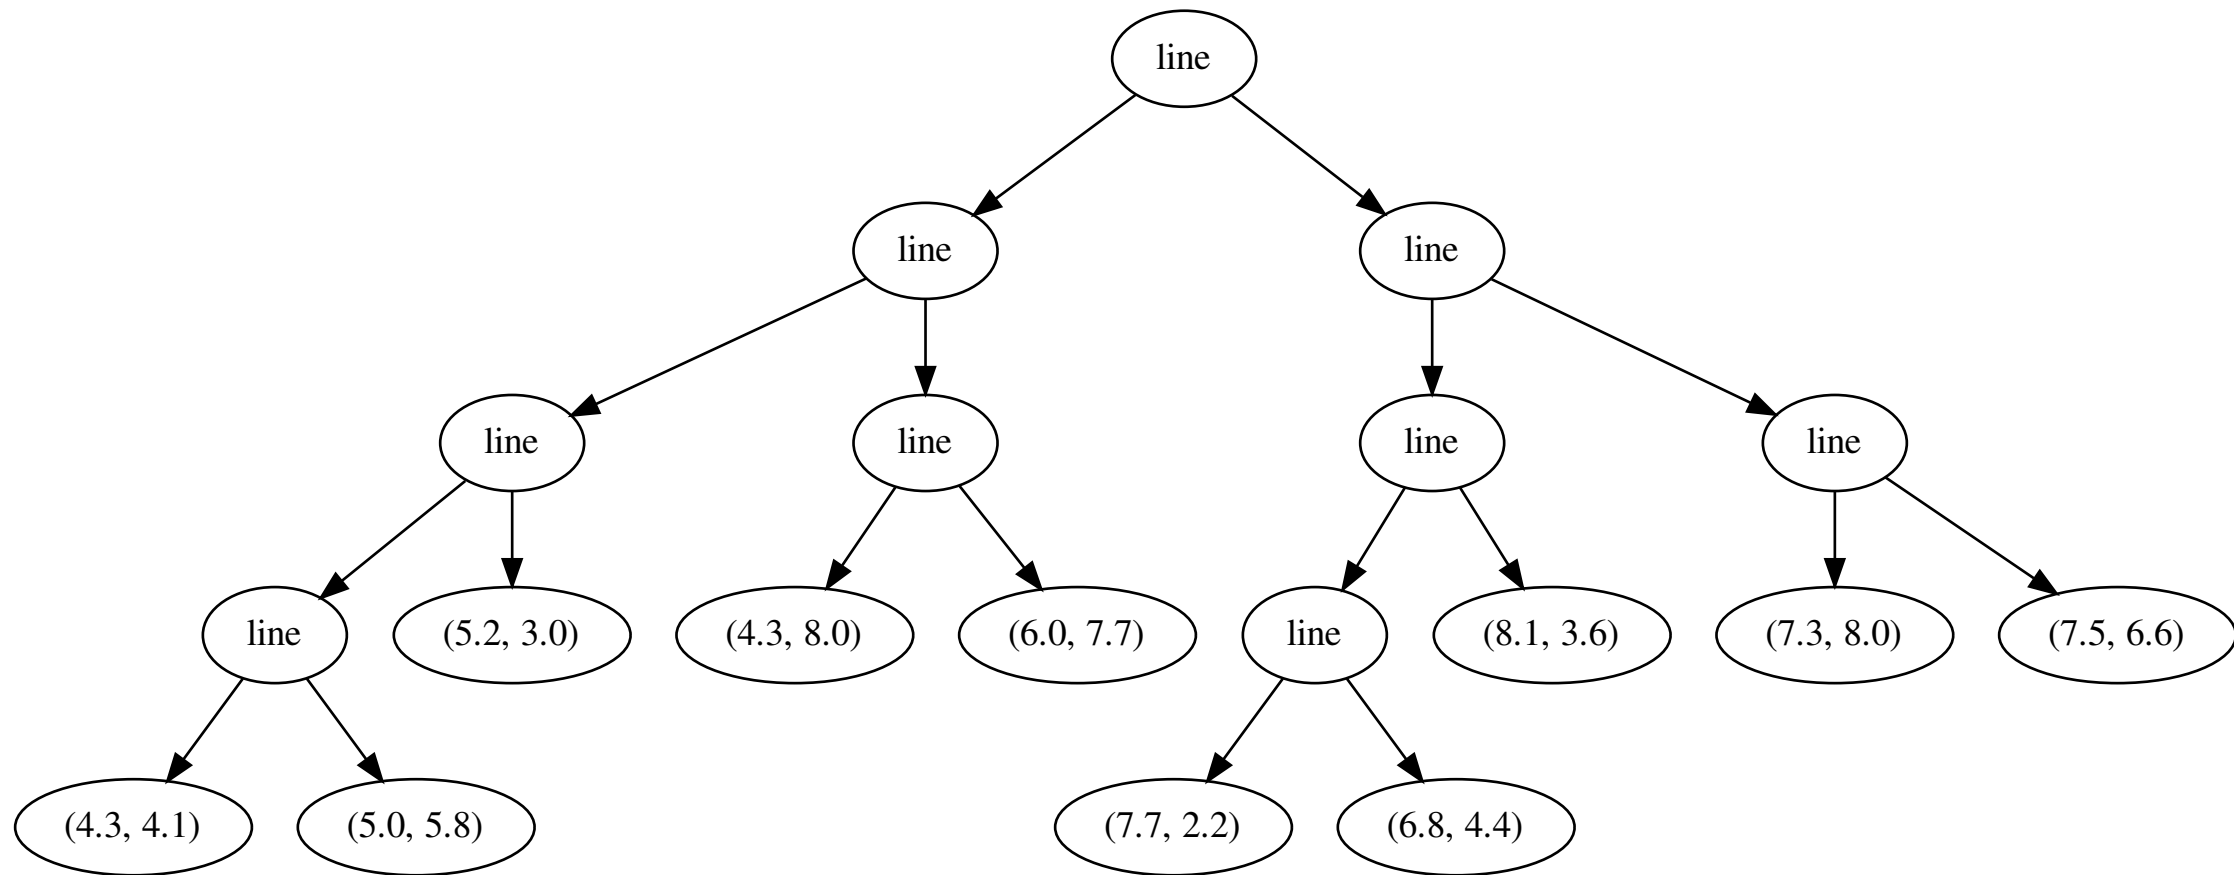 line
line
line
line
line
line
line
line
(5.2, 3.0)
(4.3, 8.0)
(6.0, 7.7)
line
(8.1, 3.6)
(7.3, 8.0)
(7.5, 6.6)
(4.3, 4.1)
(5.0, 5.8)
(7.7, 2.2)
(6.8, 4.4)